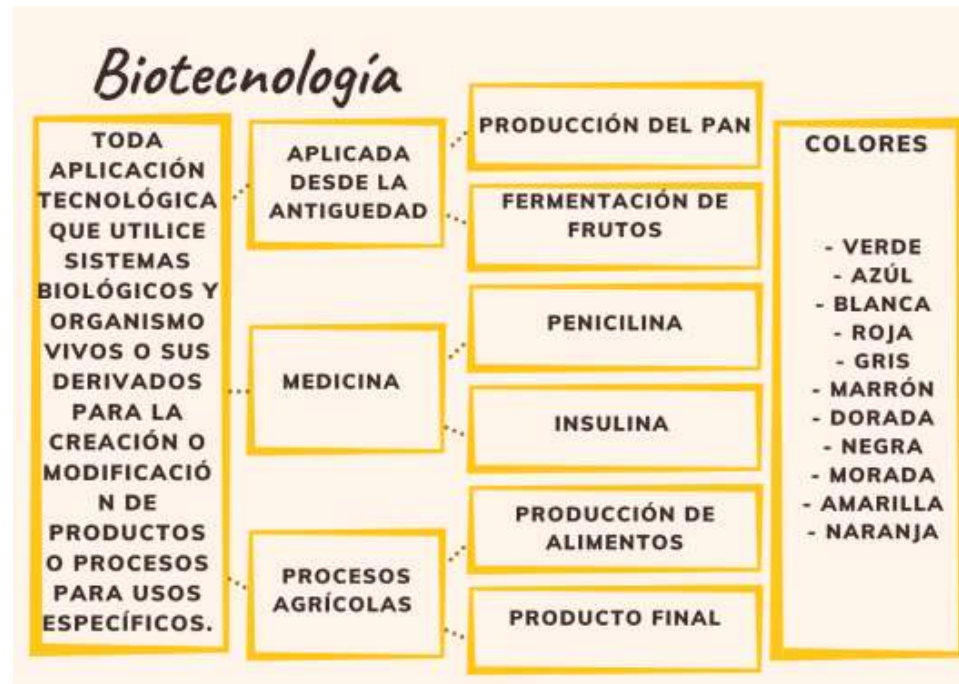 Biotecnología
TODA
APLICACIÓN
TECNOLÓGICA
QUE UTILICE
SISTEMAS
BIOLÓGICOS Y
ORGANISMO
VIVOS O SUS
DERIVADOS
PARA LA
CREACIÓN O
MODIFICACIÓ
N DE
PRODUCTOS
O PROCESOS
PARA USOS
ESPECÍFICOS.
APLICADA
DESDE LA
ANTIGUEDAD
PRODUCCIÓN DEL PAN
FERMENTACIÓN DE
FRUTOS
MEDICINA
PENICILINA
INSULINA
PROCESOS
AGRÍCOLAS
PRODUCCIÓN DE
ALIMENTOS
PRODUCTO FINAL
COLORES
- VERDE
- AZÚL
- BLANCA
- ROJA
- GRIS
- MARRÓN
- DORADA
- NEGRA
- MORADA
- AMARILLA
- NARANJA